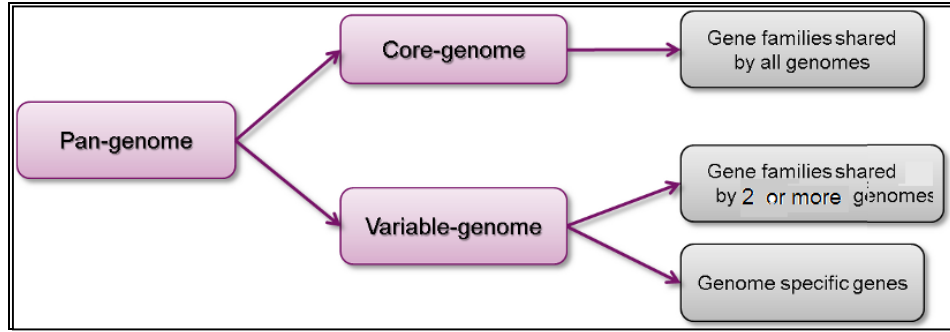 Core-genome
Gene families shared
by all genomes
Pan-genome
Gene families shared
by 2 or more genomes
Variable-genome
Genome specific genes